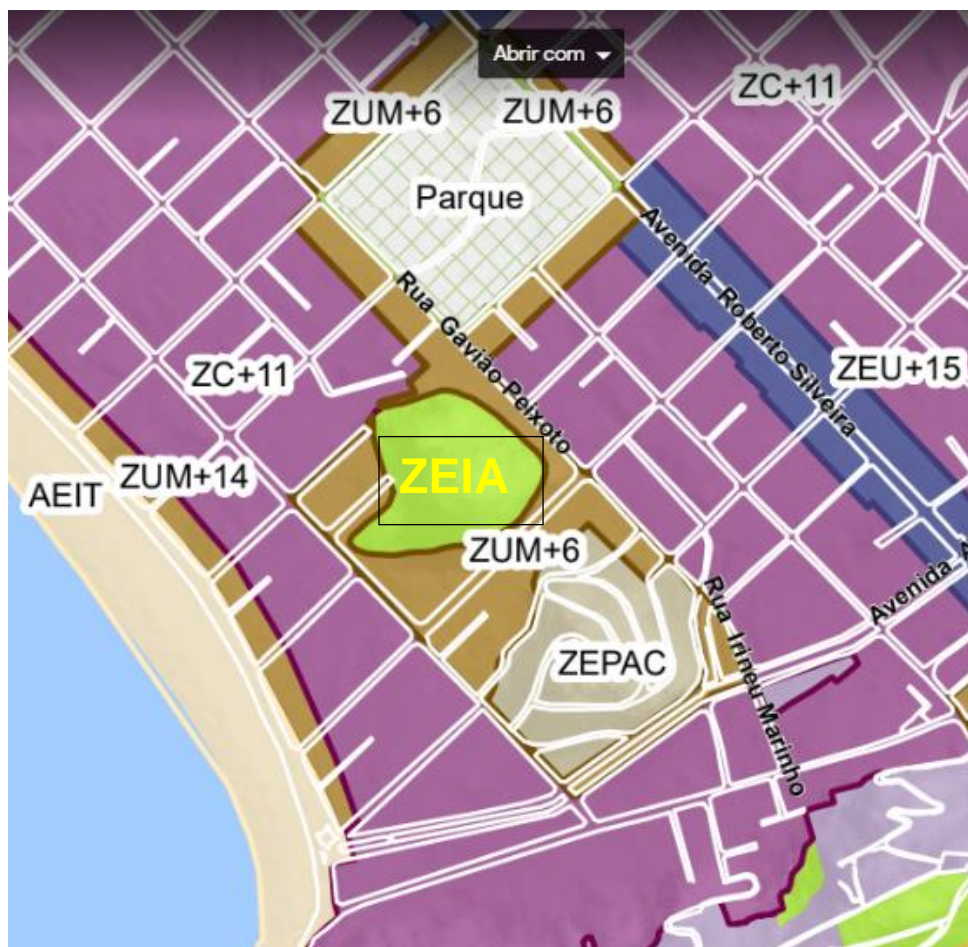 Abrir com
ZC+11
ZUM+6
ZUM+6
Parque
Avenida Roberto Silveira
Rua Gavião Peixoto
ZC+11
ZEU+15
ZUM+14
AEIT
ZEIA
ZUM+6
Avenida
ZEPAC
Rua Irineu Marinho